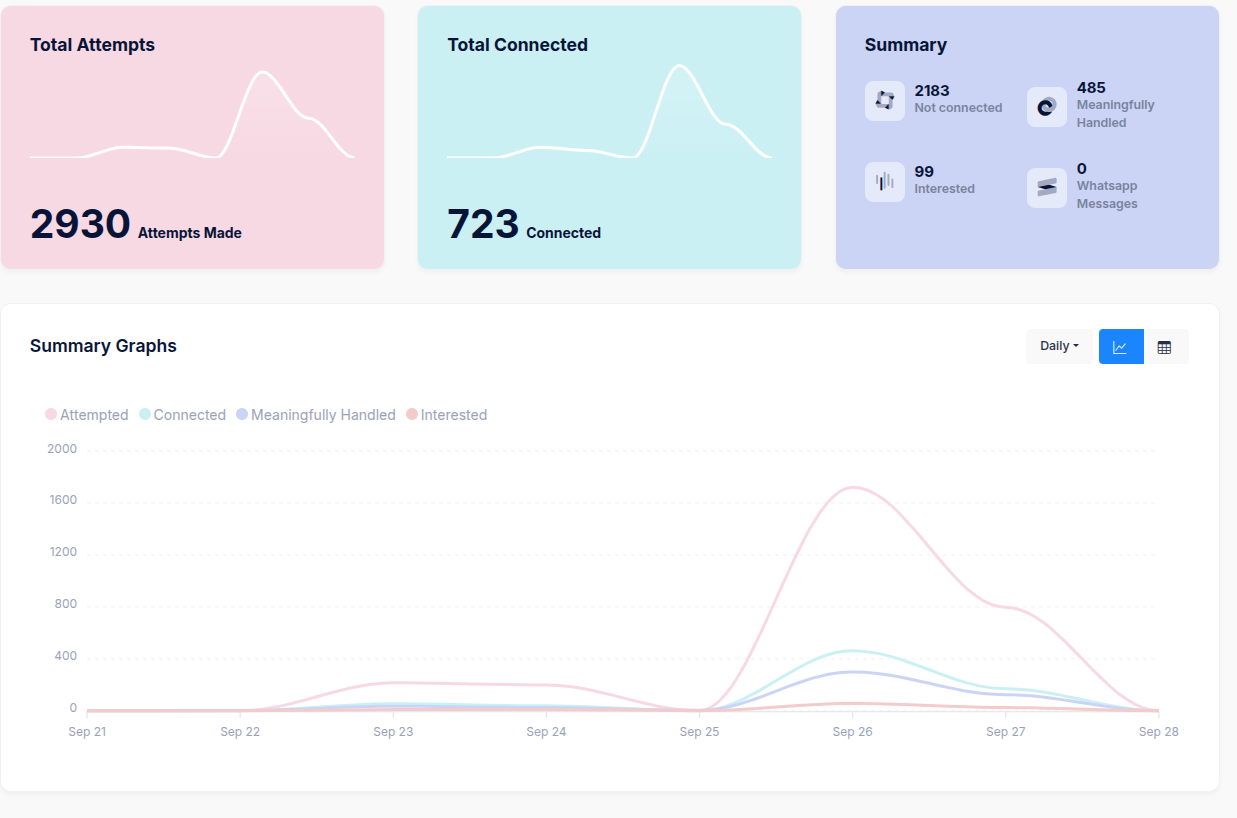 Total Attempts
2930 Attempts Made
Total Connected
723 Connected
Summary
2183
Not connected
485
Meaningfully
Handled
99
Interested
0
Whatsapp
Messages
Summary Graphs
Daily
Attempted Connected Meaningfully Handled Interested
2000
1600
1200
800
400
0
Sep 21 Sep 22 Sep 23 Sep 24 Sep 25 Sep 26 Sep 27 Sep 28